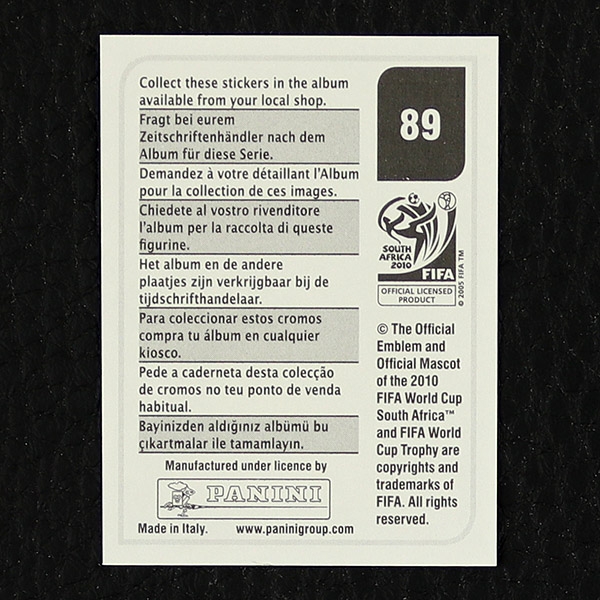 Collect these stickers in the album
available from your local shop.
Fragt bei eurem
Zeitschriftenhändler nach dem
Album für diese Serie.
Demandez à votre détaillant l'Album
pour la collection de ces images.
Chiedete al vostro rivenditore
l'album per la raccolta di queste
figurine.
Het album en de andere
plaatjes zijn verkrijgbaar bij de
tijdschrifthandelaar.
Para coleccionar estos cromos
compra tu álbum en cualquier
kiosco.
Pede a caderneta desta colecção
de cromos no teu ponto de venda
habitual.
Bayinizden aldığınız albümü bu
çıkartmalar ile tamamlayın.
Manufactured under licence by
PANINI
Made in Italy. www.paninigroup.com
89
SOUTH
AFRICA
2010
FIFA
OFFICIAL LICENSED
PRODUCT
© 2005 FIFA TM
© The Official
Emblem and
Official Mascot
of the 2010
FIFA World Cup
South Africa™
and FIFA World
Cup Trophy are
copyrights and
trademarks of
FIFA. All rights
reserved.